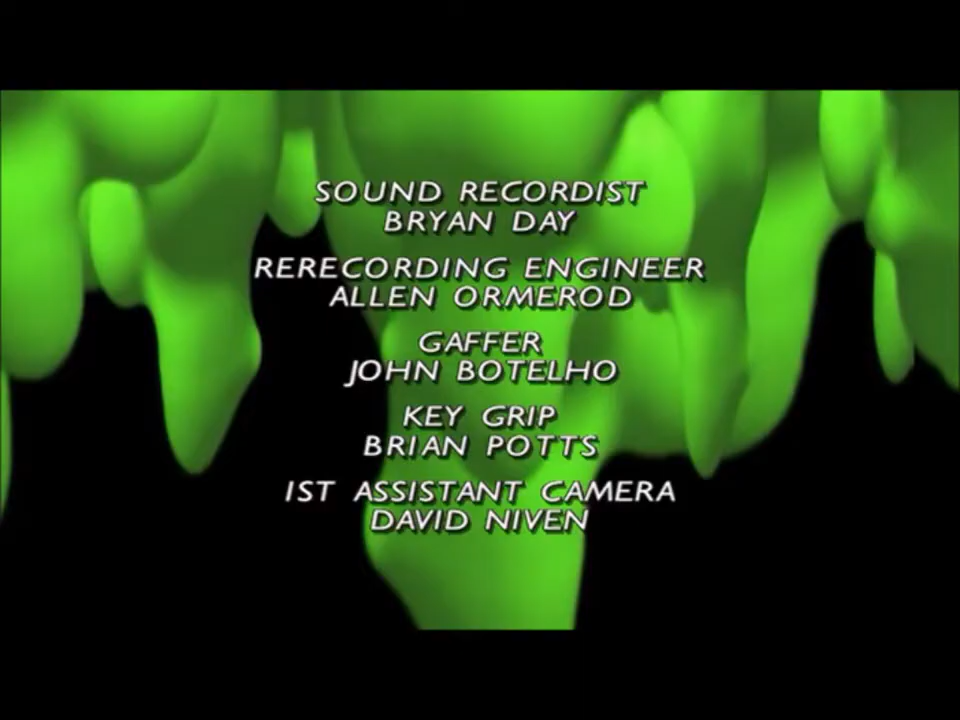 SOUND RECORDIST
BRYAN DAY
RERECORDING ENGINEER
ALLEN ORMEROD
GAFFER
JOHN BOTELHO
KEY GRIP
BRIAN POTTS
1ST ASSISTANT CAMERA
DAVID NIVEN